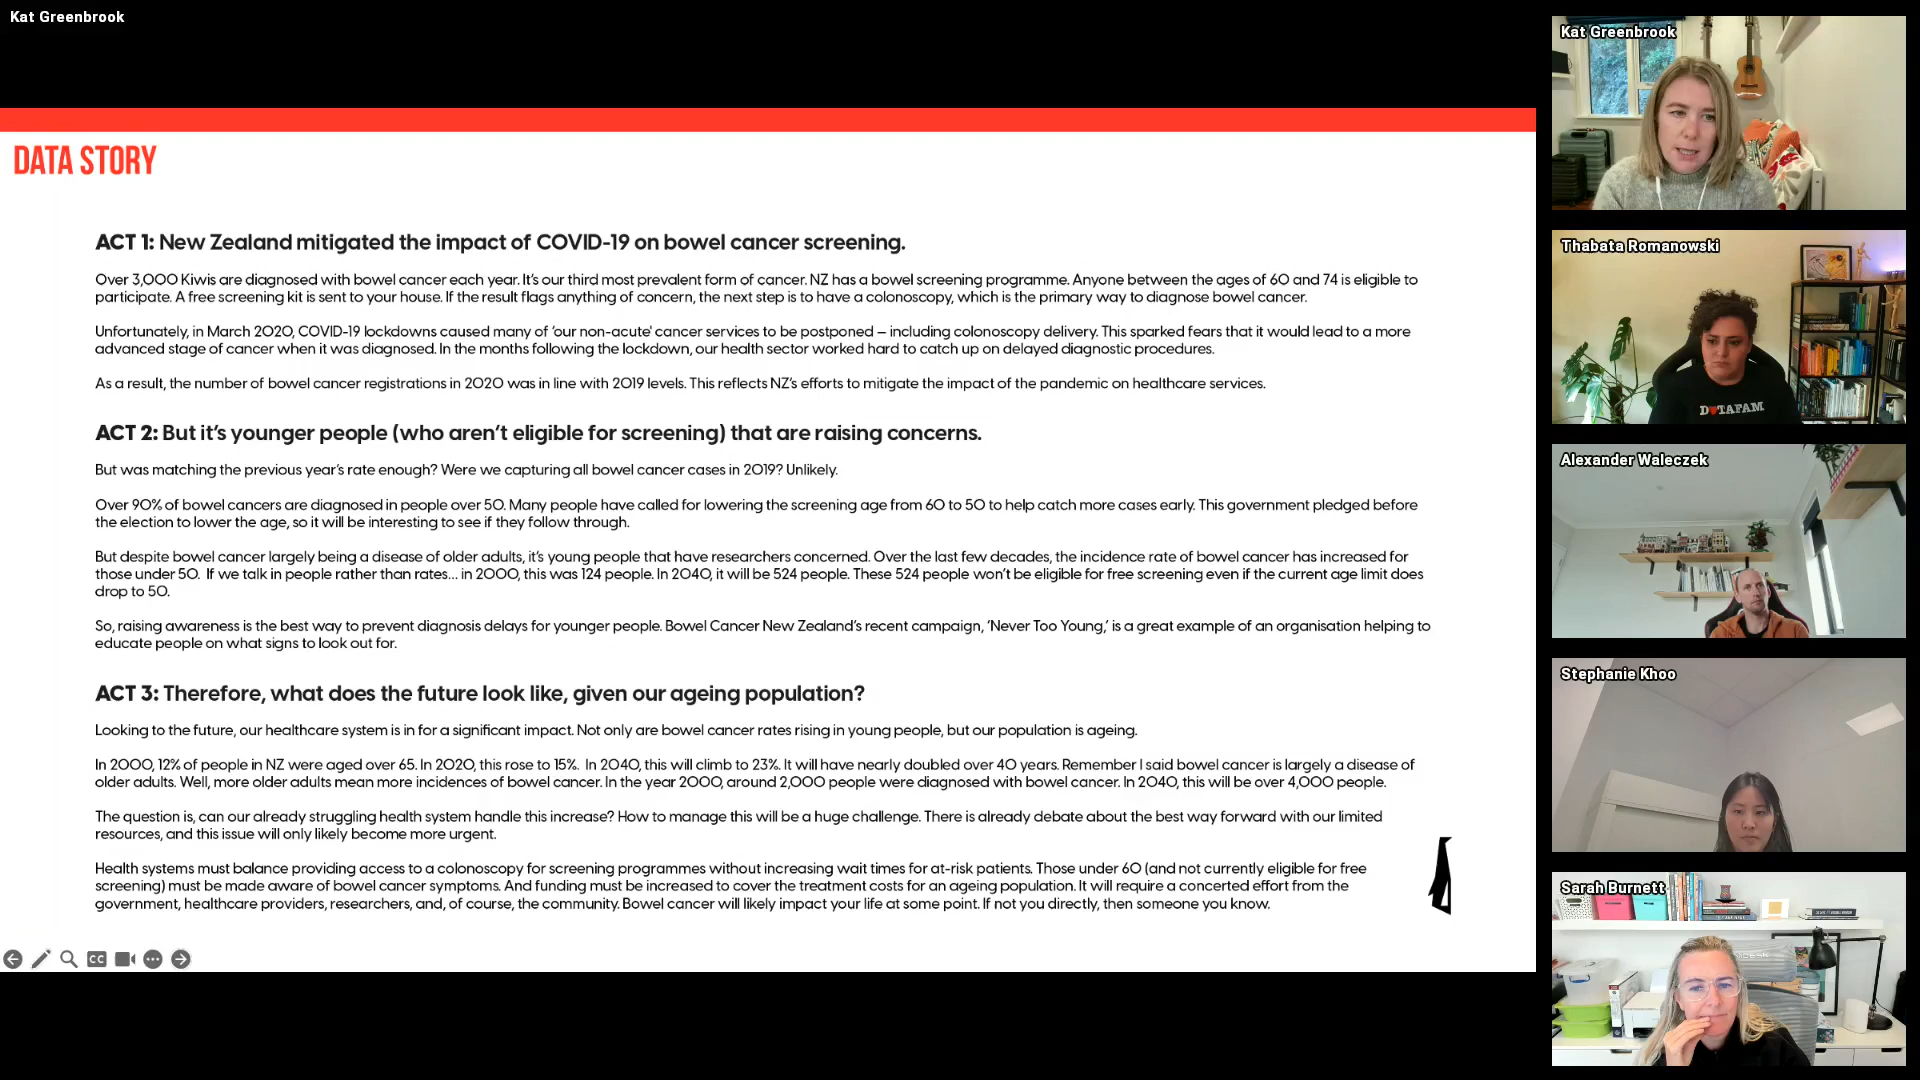 Kat Greenbrook
DATA STORY
ACT 1: New Zealand mitigated the impact of COVID-19 on bowel cancer screening.
Over 3,000 Kiwis are diagnosed with bowel cancer each year. It's our third most prevalent form of cancer. NZ has a bowel screening programme. Anyone between the ages of 60 and 74 is eligible to
participate. A free screening kit is sent to your house. If the result flags anything of concern, the next step is to have a colonoscopy, which is the primary way to diagnose bowel cancer.
Unfortunately, in March 2020, COVID-19 lockdowns caused many of 'our non-acute' cancer services to be postponed – including colonoscopy delivery. This sparked fears that it would lead to a more
advanced stage of cancer when it was diagnosed. In the months following the lockdown, our health sector worked hard to catch up on delayed diagnostic procedures.
As a result, the number of bowel cancer registrations in 2020 was in line with 2019 levels. This reflects NZ's efforts to mitigate the impact of the pandemic on healthcare services.
ACT 2: But it's younger people (who aren't eligible for screening) that are raising concerns.
But was matching the previous year's rate enough? Were we capturing all bowel cancer cases in 2019? Unlikely.
Over 90% of bowel cancers are diagnosed in people over 50. Many people have called for lowering the screening age from 60 to 50 to help catch more cases early. This government pledged before
the election to lower the age, so it will be interesting to see if they follow through.
But despite bowel cancer largely being a disease of older adults, it's young people that have researchers concerned. Over the last few decades, the incidence rate of bowel cancer has increased for
those under 50. If we talk in people rather than rates... in 2000, this was 124 people. In 2040, it will be 524 people. These 524 people won't be eligible for free screening even if the current age limit does
drop to 50.
So, raising awareness is the best way to prevent diagnosis delays for younger people. Bowel Cancer New Zealand's recent campaign, 'Never Too Young,' is a great example of an organisation helping to
educate people on what signs to look out for.
ACT 3: Therefore, what does the future look like, given our ageing population?
Looking to the future, our healthcare system is in for a significant impact. Not only are bowel cancer rates rising in young people, but our population is ageing.
In 2000, 12% of people in NZ were aged over 65. In 2020, this rose to 15%. In 2040, this will climb to 23%. It will have nearly doubled over 40 years. Remember I said bowel cancer is largely a disease of
older adults. Well, more older adults mean more incidences of bowel cancer. In the year 2000, around 2,000 people were diagnosed with bowel cancer. In 2040, this will be over 4,000 people.
The question is, can our already struggling health system handle this increase? How to manage this will be a huge challenge. There is already debate about the best way forward with our limited
resources, and this issue will only likely become more urgent.
Health systems must balance providing access to a colonoscopy for screening programmes without increasing wait times for at-risk patients. Those under 60 (and not currently eligible for free
screening) must be made aware of bowel cancer symptoms. And funding must be increased to cover the treatment costs for an ageing population. It will require a concerted effort from the
government, healthcare providers, researchers, and, of course, the community. Bowel cancer will likely impact your life at some point. If not you directly, then someone you know.
CC
Kat Greenbrook
Thabata Romanowski
D♥TAFAM
Alexander Waleczek
Stephanie Khoo
Sarah Burnett